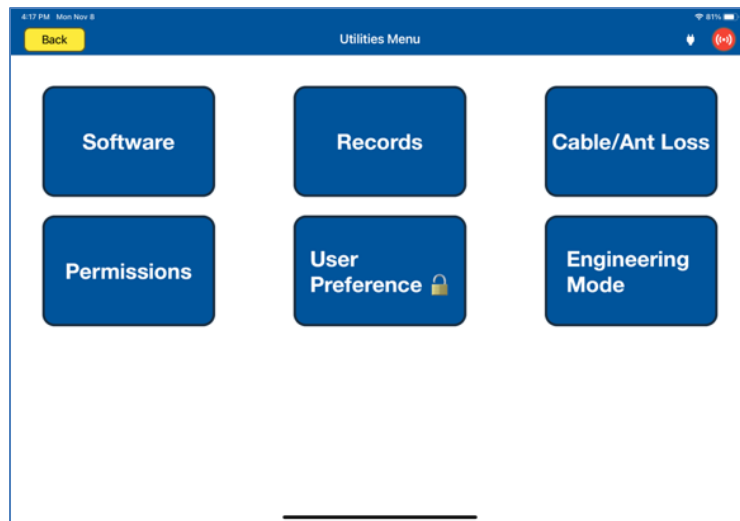 4:17 PM Mon Nov 8
81%
Back
Utilities Menu
Software
Records
Cable/Ant Loss
Permissions
User
Preference
Engineering
Mode